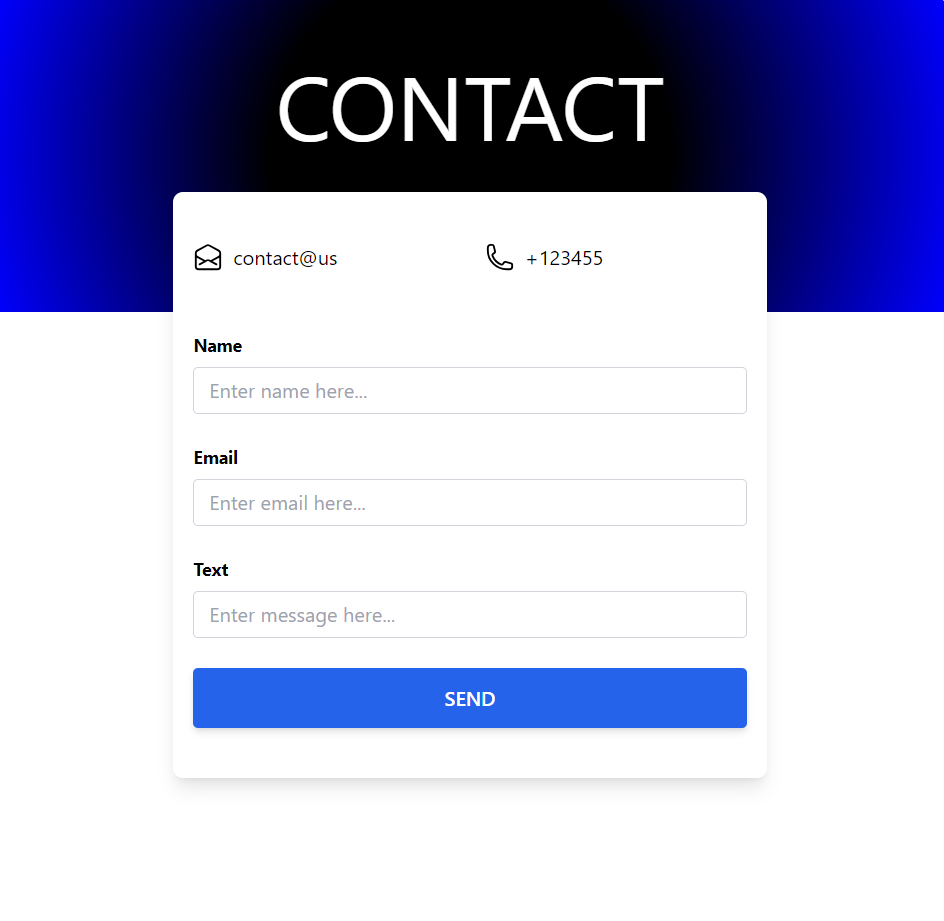 CONTACT
contact@us +123455
Name
Enter name here...
Email
Enter email here...
Text
Enter message here...
SEND